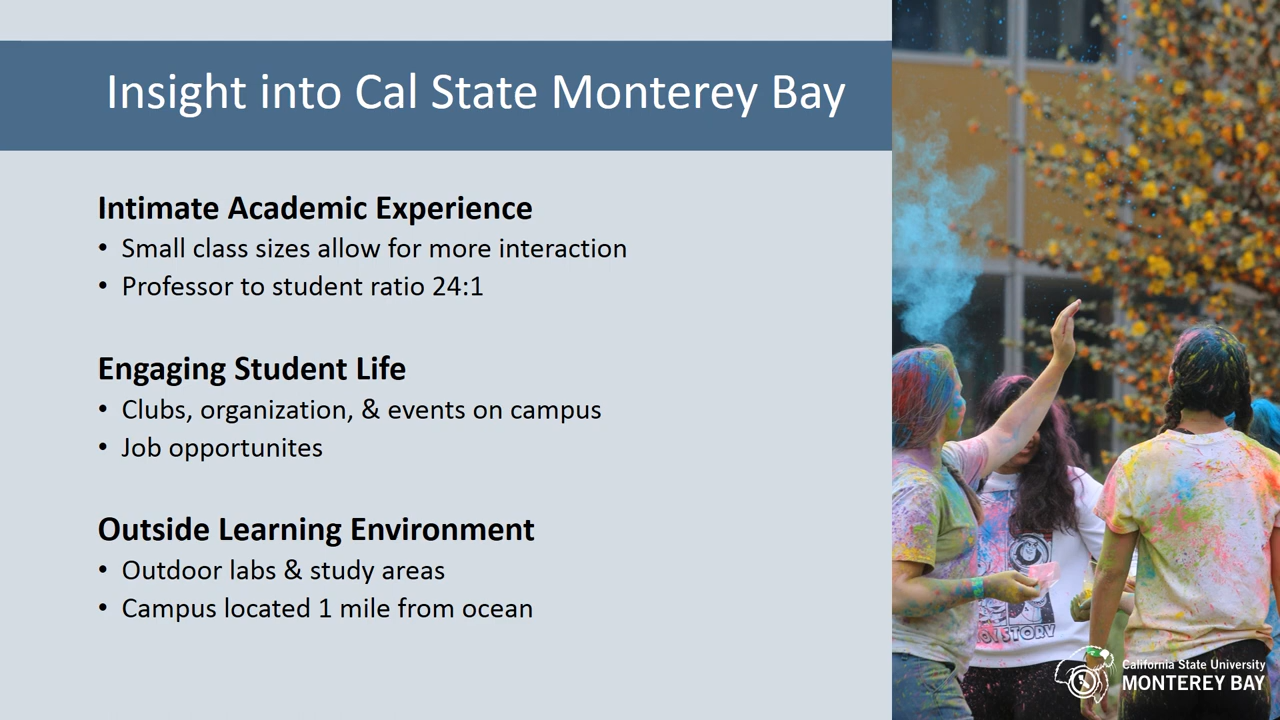 Insight into Cal State Monterey Bay
Intimate Academic Experience
• Small class sizes allow for more interaction
• Professor to student ratio 24:1
Engaging Student Life
• Clubs, organization, & events on campus
• Job opportunites
Outside Learning Environment
• Outdoor labs & study areas
• Campus located 1 mile from ocean
California State University
MONTEREY BAY